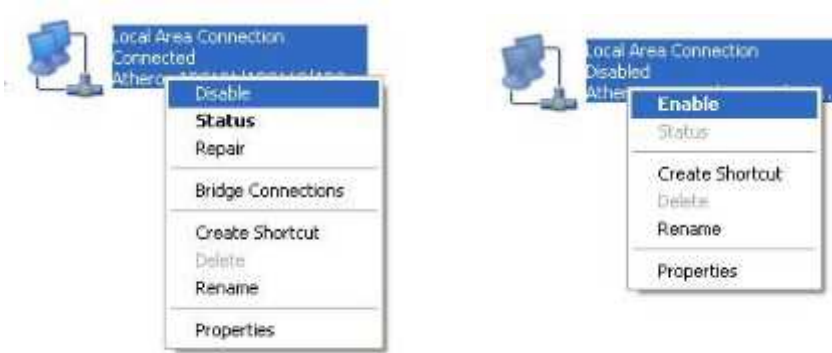 Local Area Connection
Connected
Disable
Status
Repair
Bridge Connections
Create Shortcut
Delete
Rename
Properties
Local Area Connection
Disabled
Enable
Status
Create Shortcut
Delete
Rename
Properties